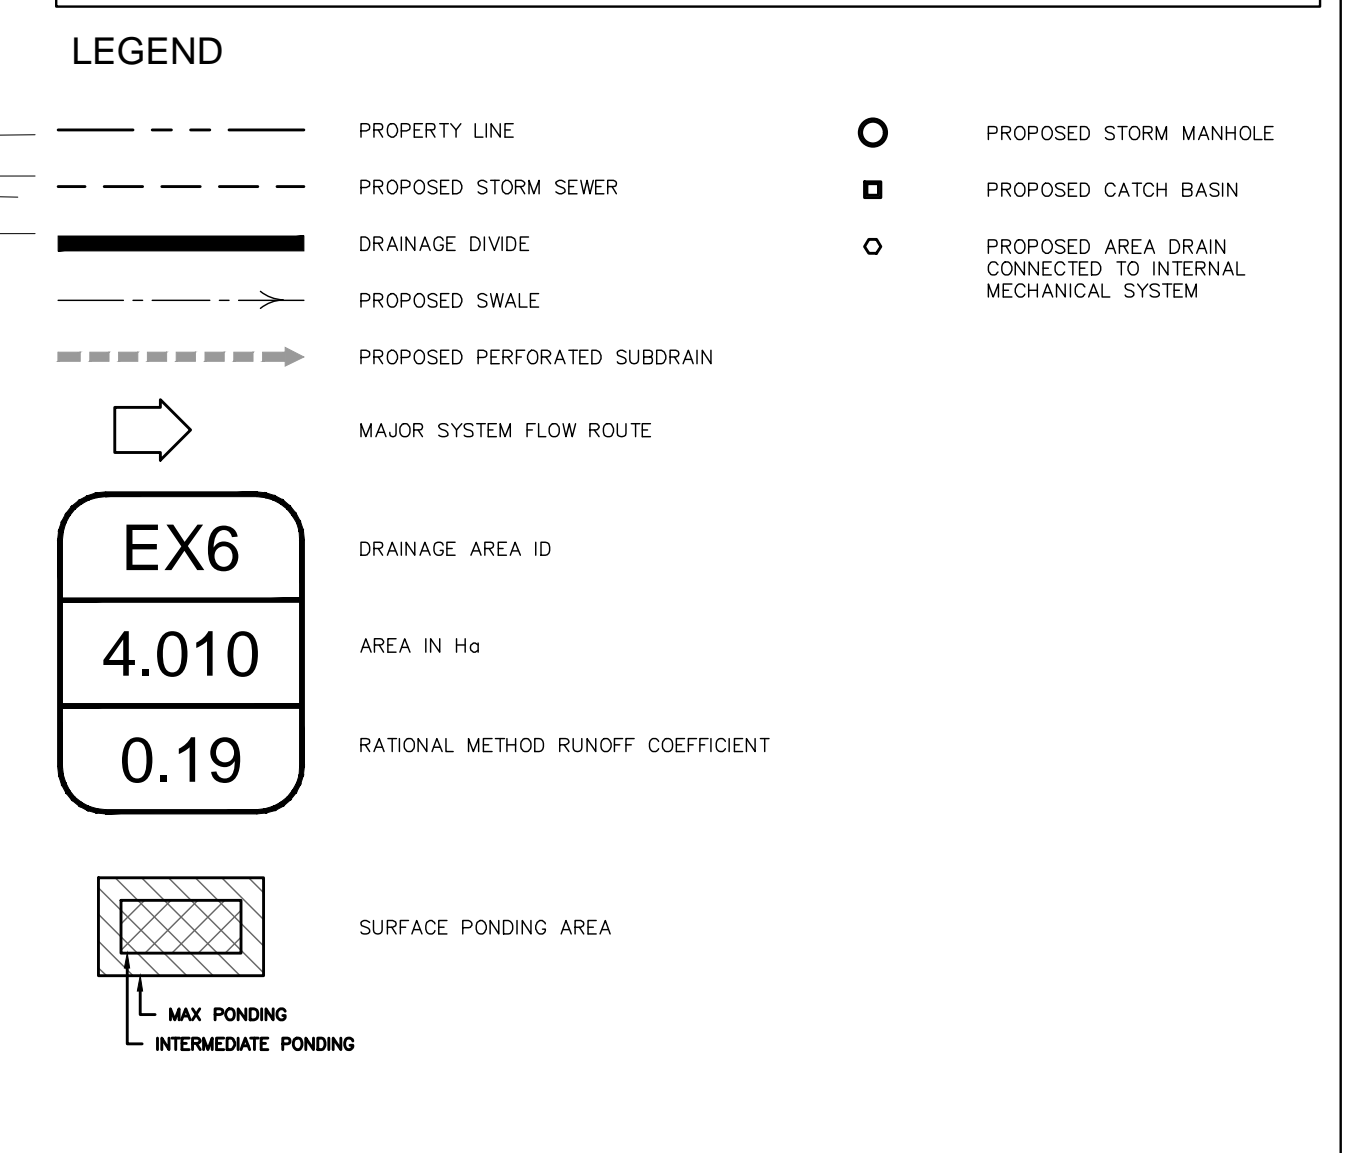 LEGEND
PROPERTY LINE
PROPOSED STORM SEWER
DRAINAGE DIVIDE
PROPOSED SWALE
PROPOSED PERFORATED SUBDRAIN
MAJOR SYSTEM FLOW ROUTE
EX6
DRAINAGE AREA ID
4.010
AREA IN Ha
0.19
RATIONAL METHOD RUNOFF COEFFICIENT
SURFACE PONDING AREA
MAX PONDING
INTERMEDIATE PONDING
PROPOSED STORM MANHOLE
PROPOSED CATCH BASIN
PROPOSED AREA DRAIN
CONNECTED TO INTERNAL
MECHANICAL SYSTEM